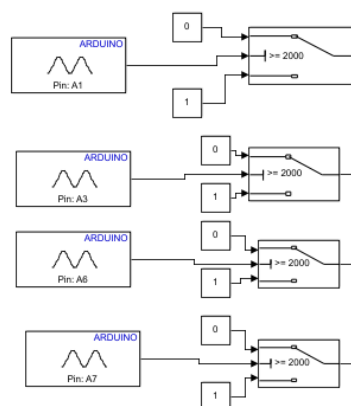 0
ARDUINO
>= 2000
Pin: A1
1
ARDUINO
0
>= 2000
Pin: A3
1
ARDUINO
0
>= 2000
Pin: A6
1
ARDUINO
0
>= 2000
Pin: A7
1